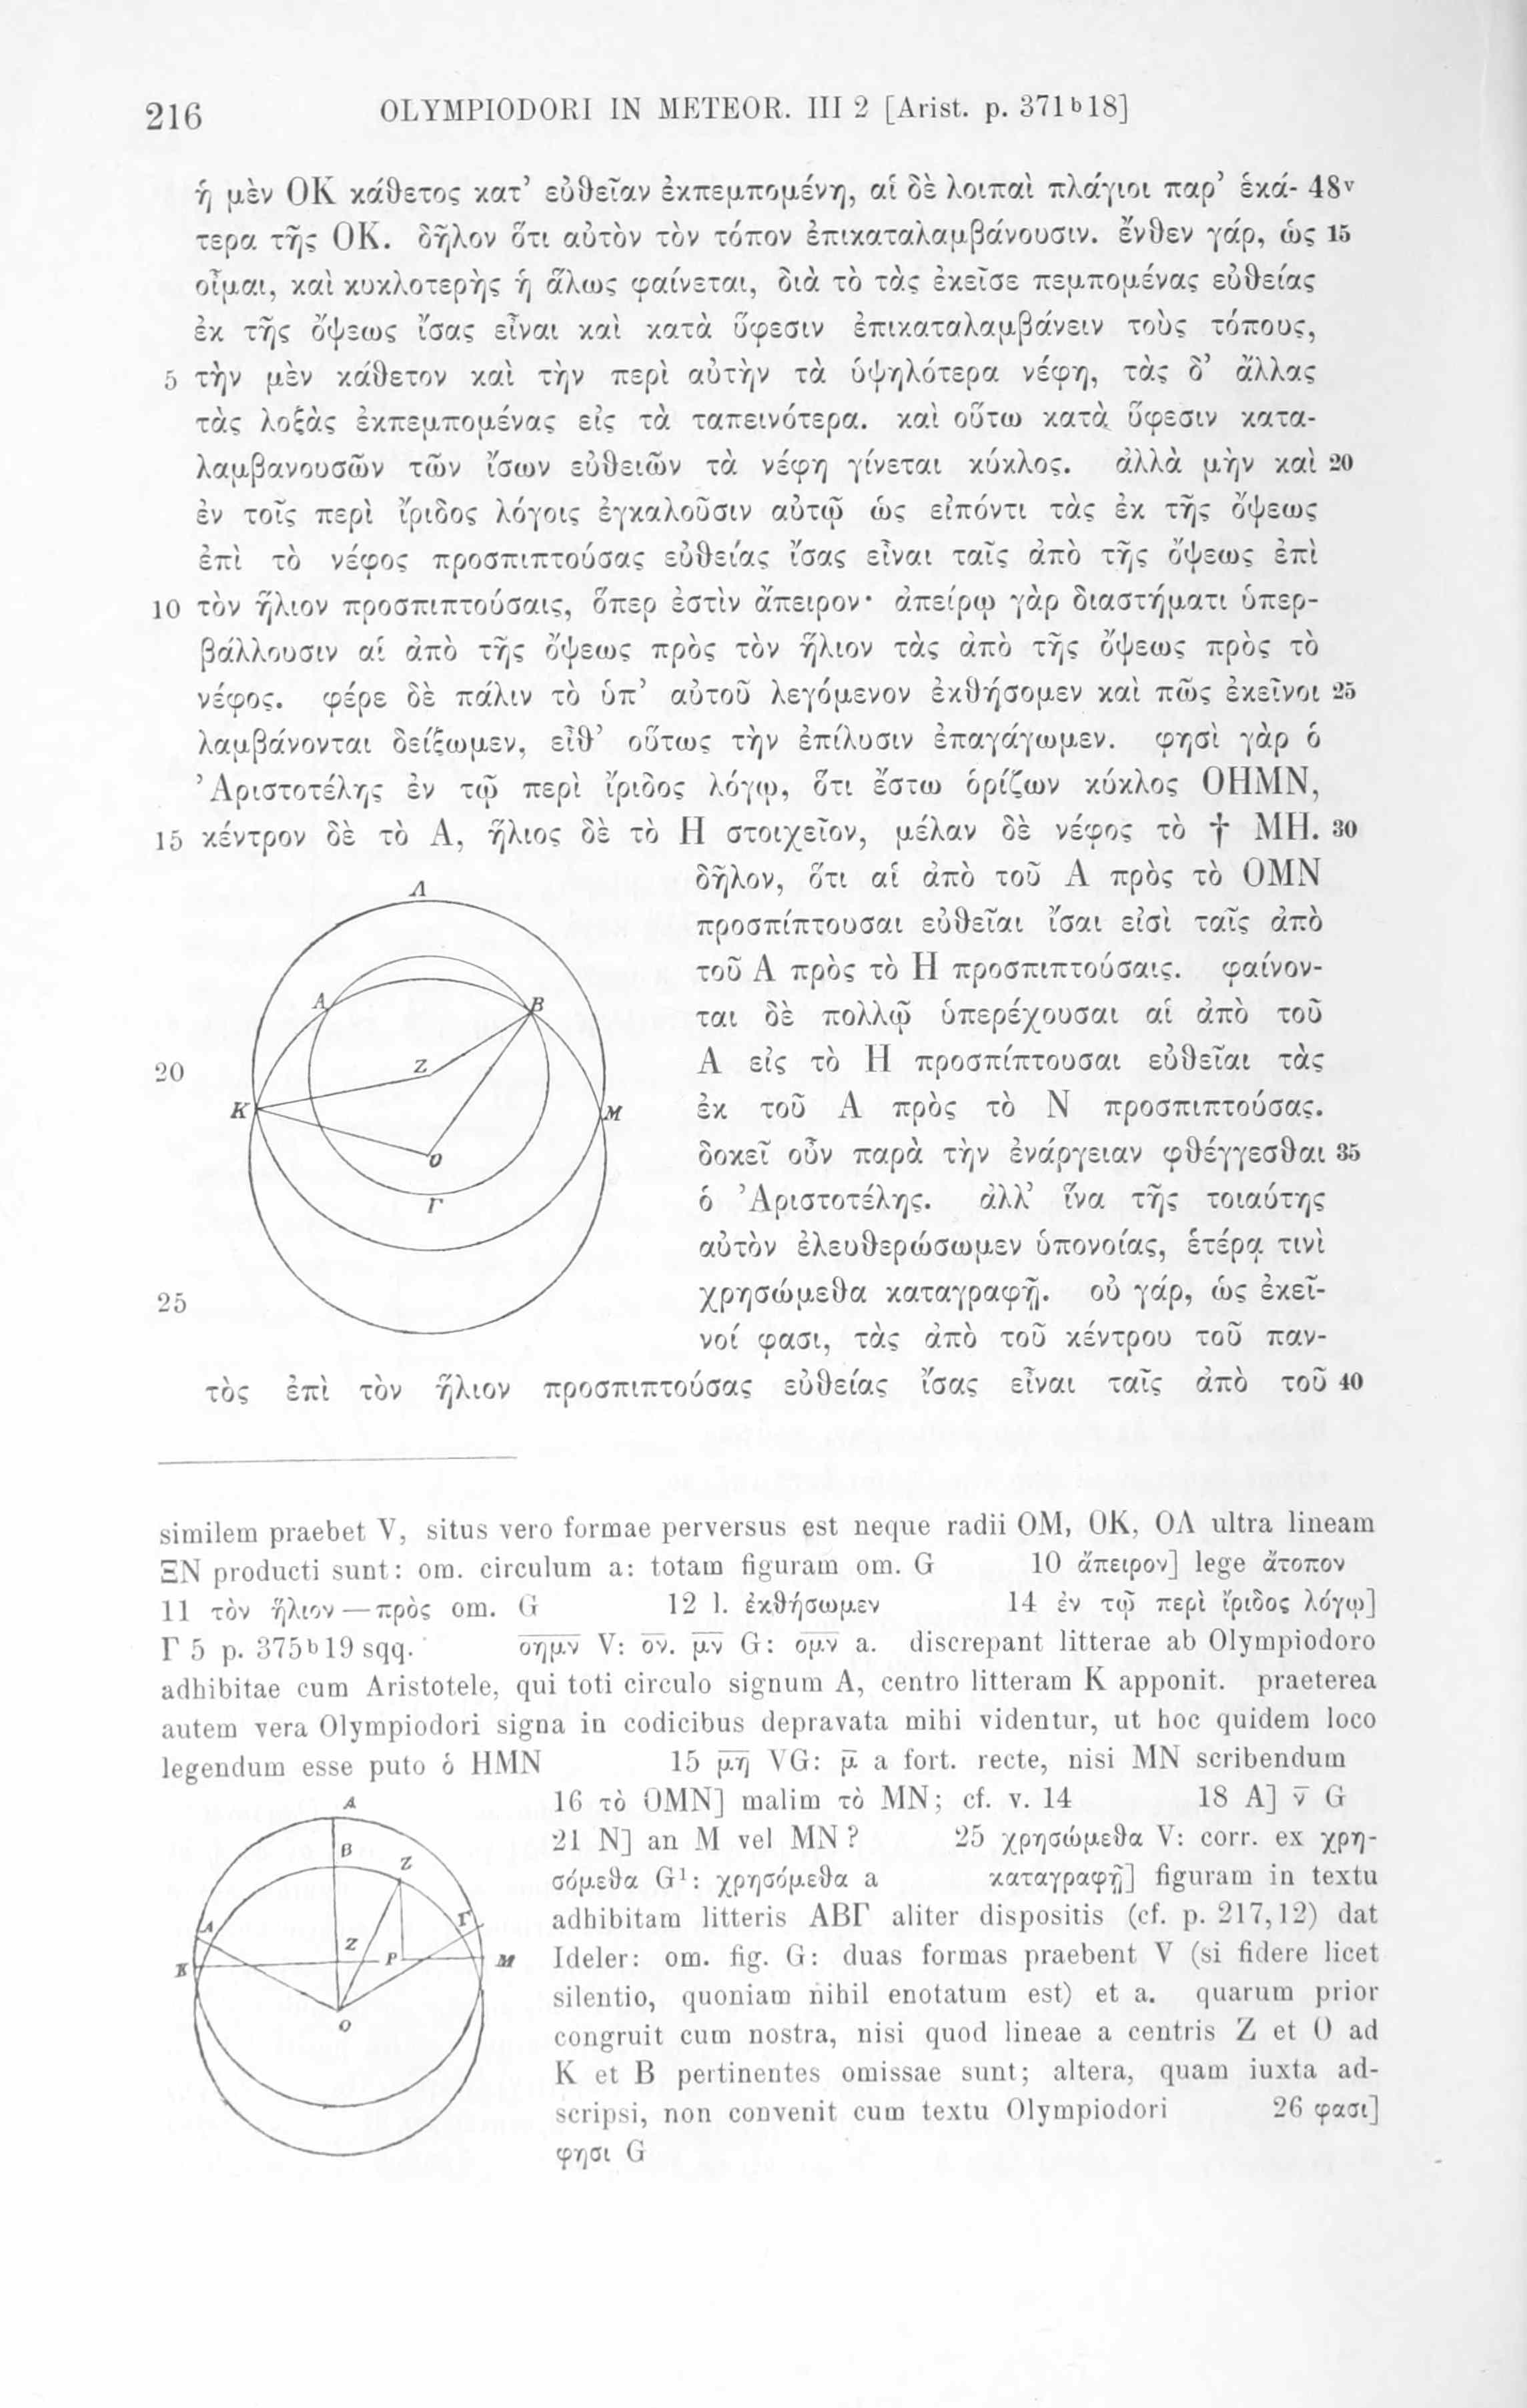 216 OLYMPIODORI IN METEOR. III 2 [Arist. p. 371ᵇ18]
ἡ μὲν ΟΚ κάθετος κατ’ εὐθεῖαν ἐκπεμπομένη, αἱ δὲ λοιπαὶ πλάγιοι παρ’ ἑκά- 48ᵛ
τερα τῆς ΟΚ. δῆλον ὅτι αὐτὸν τὸν τόπον ἐπικαταλαμβάνουσιν. ἔνθεν γάρ, ὡς 15
οἶμαι, καὶ κυκλοτερὴς ἡ ἅλως φαίνεται, διὰ τὸ τὰς ἐκεῖσε πεμπομένας εὐθείας
ἐκ τῆς ὄψεως ἴσας εἶναι καὶ κατὰ ὕφεσιν ἐπικαταλαμβάνειν τοὺς τόπους,
5 τὴν μὲν κάθετον καὶ τὴν περὶ αὐτὴν τὰ ὑψηλότερα νέφη, τὰς δ’ ἄλλας
τὰς λοξὰς ἐκπεμπομένας εἰς τὰ ταπεινότερα. καὶ οὕτω κατὰ ὕφεσιν κατα-
λαμβανουσῶν τῶν ἴσων εὐθειῶν τὰ νέφη γίνεται κύκλος. ἀλλὰ μὴν καὶ 20
ἐν τοῖς περὶ ἴριδος λόγοις ἐγκαλοῦσιν αὐτῷ ὡς εἰπόντι τὰς ἐκ τῆς ὄψεως
ἐπὶ τὸ νέφος προσπιπτούσας εὐθείας ἴσας εἶναι ταῖς ἀπὸ τῆς ὄψεως ἐπὶ
10 τὸν ἥλιον προσπιπτούσαις, ὅπερ ἐστὶν ἄπειρον· ἀπείρῳ γὰρ διαστήματι ὑπερ-
βάλλουσιν αἱ ἀπὸ τῆς ὄψεως πρὸς τὸν ἥλιον τὰς ἀπὸ τῆς ὄψεως πρὸς τὸ
νέφος. φέρε δὲ πάλιν τὸ ὑπ’ αὐτοῦ λεγόμενον ἐκθήσομεν καὶ πῶς ἐκεῖνοι 25
λαμβάνονται δείξωμεν, εἶθ’ οὕτως τὴν ἐπίλυσιν ἐπαγάγωμεν. φησὶ γὰρ ὁ
Ἀριστοτέλης ἐν τῷ περὶ ἴριδος λόγῳ, ὅτι ἔστω ὁρίζων κύκλος ΟΗΜΝ,
15 κέντρον δὲ τὸ Α, ἥλιος δὲ τὸ Η στοιχεῖον, μέλαν δὲ νέφος τὸ † ΜΗ. 30
δῆλον, ὅτι αἱ ἀπὸ τοῦ Α πρὸς τὸ ΟΜΝ
προσπίπτουσαι εὐθεῖαι ἴσαι εἰσὶ ταῖς ἀπὸ
τοῦ Α πρὸς τὸ Η προσπιπτούσαις. φαίνον-
ται δὲ πολλῷ ὑπερέχουσαι αἱ ἀπὸ τοῦ
20 Α εἰς τὸ Η προσπίπτουσαι εὐθεῖαι τὰς
ἐκ τοῦ Α πρὸς τὸ Ν προσπιπτούσας.
δοκεῖ οὖν παρὰ τὴν ἐνάργειαν φθέγγεσθαι 35
ὁ Ἀριστοτέλης. ἀλλ’ ἵνα τῆς τοιαύτης
αὐτὸν ἐλευθερώσωμεν ὑπονοίας, ἑτέρᾳ τινὶ
25 χρησώμεθα καταγραφῇ. οὐ γάρ, ὡς ἐκεῖ-
νοί φασι, τὰς ἀπὸ τοῦ κέντρου τοῦ παν-
τὸς ἐπὶ τὸν ἥλιον προσπιπτούσας εὐθείας ἴσας εἶναι ταῖς ἀπὸ τοῦ 40
Λ
Α
Β
Ζ
Κ
Μ
Ο
Γ
similem praebet V, situs vero formae perversus est neque radii ΟΜ, ΟΚ, ΟΛ ultra lineam
ΞΝ producti sunt: om. circulum a: totam figuram om. G 10 ἄπειρον] lege ἄτοπον
11 τὸν ἥλιον — πρὸς om. G 12 l. ἐκθήσωμεν 14 ἐν τῷ περὶ ἴριδος λόγῳ]
Γ 5 p. 375ᵇ19 sqq. ο̅η̅μ̅ν̅ V: ο̅ν̅. μ̅ν̅ G: ο̅μ̅ν̅ a. discrepant litterae ab Olympiodoro
adhibitae cum Aristotele, qui toti circulo signum A, centro litteram K apponit. praeterea
autem vera Olympiodori signa in codicibus depravata mihi videntur, ut hoc quidem loco
legendum esse puto ὁ ΗΜΝ 15 μ̅η̅ VG: μ̅ a fort. recte, nisi ΜΝ scribendum
16 τὸ ΟΜΝ] malim τὸ ΜΝ; cf. v. 14 18 Α] ν̅ G
21 Ν] an Μ vel ΜΝ? 25 χρησώμεθα V: corr. ex χρη-
σόμεθα G¹: χρησόμεθα a καταγραφῇ] figuram in textu
adhibitam litteris ΑΒΓ aliter dispositis (cf. p. 217,12) dat
Ideler: om. fig. G: duas formas praebent V (si fidere licet
silentio, quoniam nihil enotatum est) et a. quarum prior
congruit cum nostra, nisi quod lineae a centris Z et O ad
K et B pertinentes omissae sunt; altera, quam iuxta ad-
scripsi, non convenit cum textu Olympiodori 26 φασι]
φησι G
Α
Β
Ζ
Α
Γ
Ζ
Ρ
Κ
Μ
Ο